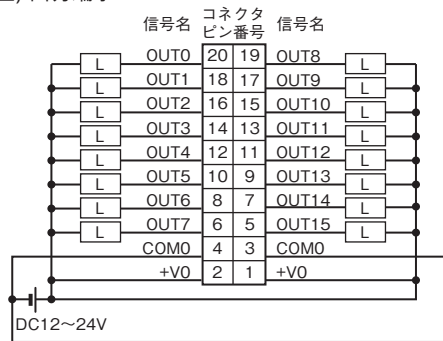 信号名 コネクタ ピン番号 信号名
OUT0 20 19 OUT8
L L
OUT1 18 17 OUT9
L L
OUT2 16 15 OUT10
L L
OUT3 14 13 OUT11
L L
OUT4 12 11 OUT12
L L
OUT5 10 9 OUT13
L L
OUT6 8 7 OUT14
L L
OUT7 6 5 OUT15
L L
COM0 4 3 COM0
+V0 2 1 +V0
DC12～24V